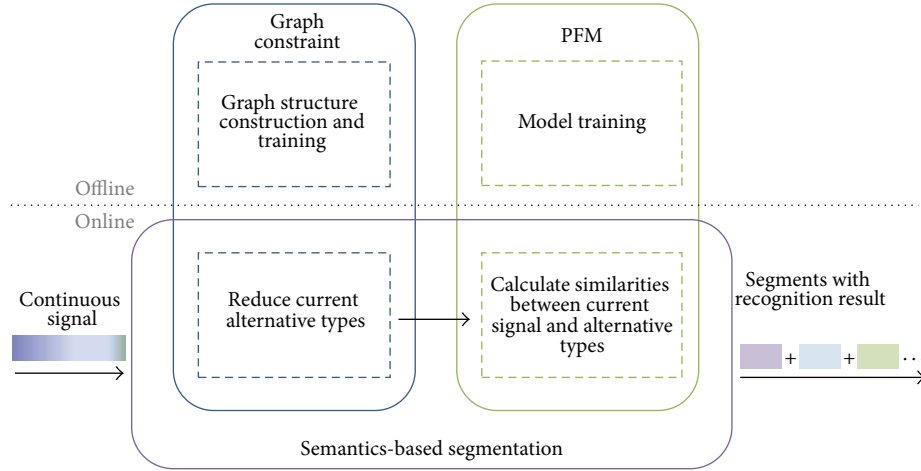 Graph
constraint
PFM
Graph structure
construction and
training
Model training
Offline
Online
Continuous
signal
Reduce current
alternative types
Calculate similarities
between current
signal and alternative
types
Segments with
recognition result
+ + ··
Semantics-based segmentation